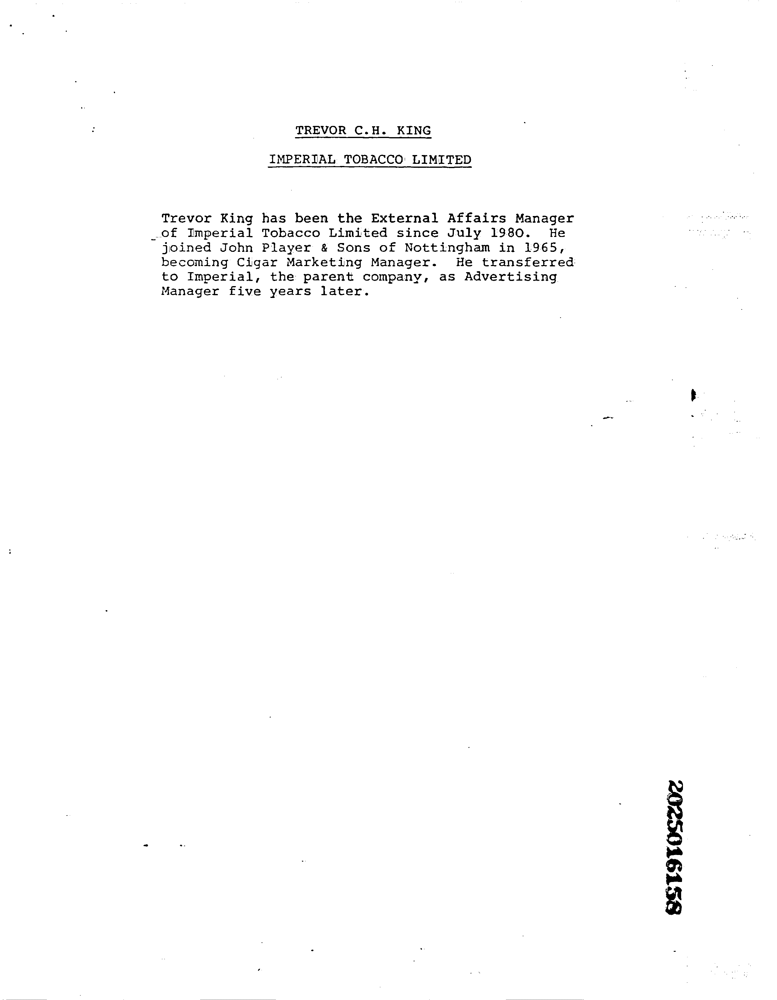 TREVOR C.H. KING
IMPERIAL TOBACCO LIMITED
Trevor King has been the External Affairs Manager
of Imperial Tobacco Limited since July 1980. He
joined John Player & Sons of Nottingham in 1965,
becoming Cigar Marketing Manager. He transferred
to Imperial, the parent company, as Advertising
Manager five years later.
2025016158